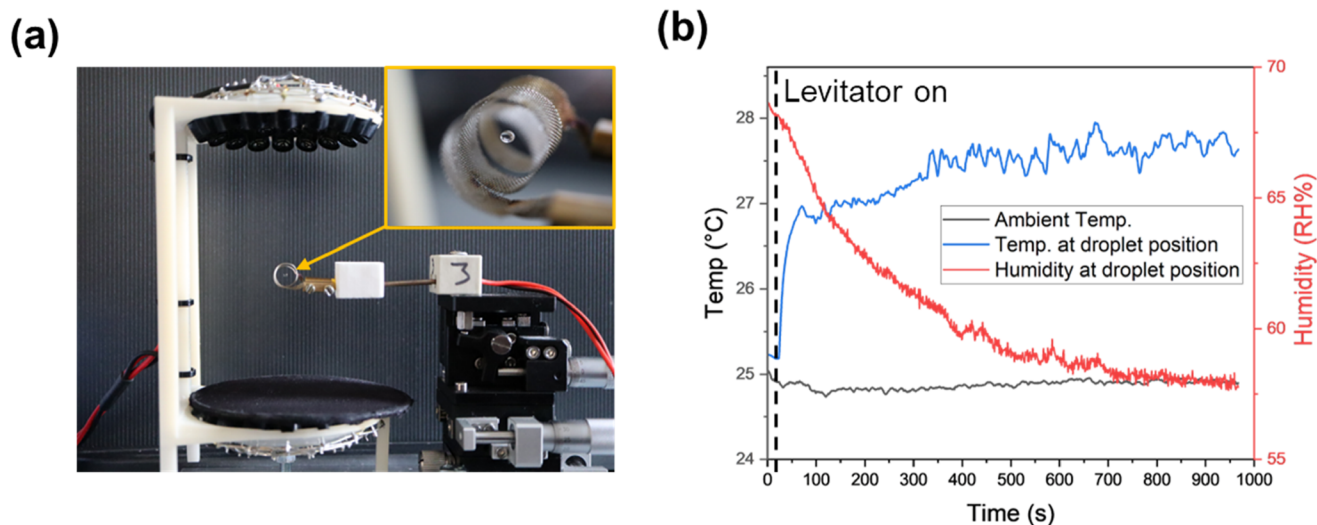 (a)
3
(b)
Levitator on
Ambient Temp.
Temp. at droplet position
Humidity at droplet position
Temp (°C)
28
27
26
25
24
Humidity (RH%)
70
65
60
55
0 100 200 300 400 500 600 700 800 900 1000
Time (s)